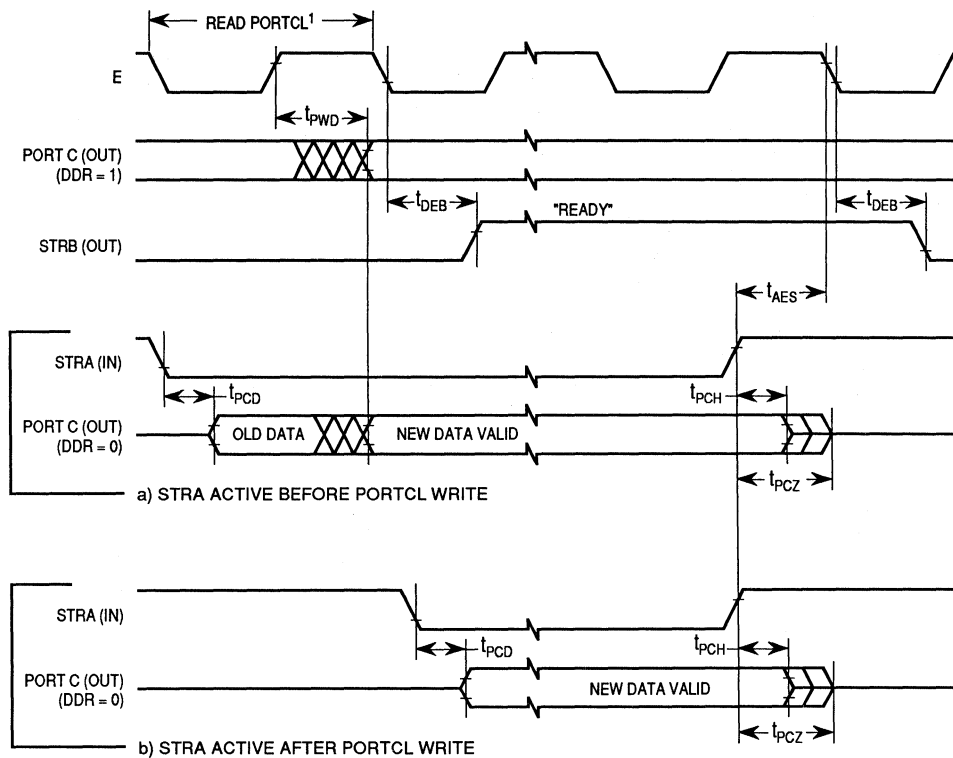 READ PORTCL¹
E
tPWD
PORT C (OUT)
(DDR = 1)
tDEB
"READY"
tDEB
STRB (OUT)
tAES
STRA (IN)
tPCD
tPCH
PORT C (OUT)
(DDR = 0)
OLD DATA
NEW DATA VALID
tPCZ
a) STRA ACTIVE BEFORE PORTCL WRITE
STRA (IN)
tPCD
tPCH
PORT C (OUT)
(DDR = 0)
NEW DATA VALID
tPCZ
b) STRA ACTIVE AFTER PORTCL WRITE